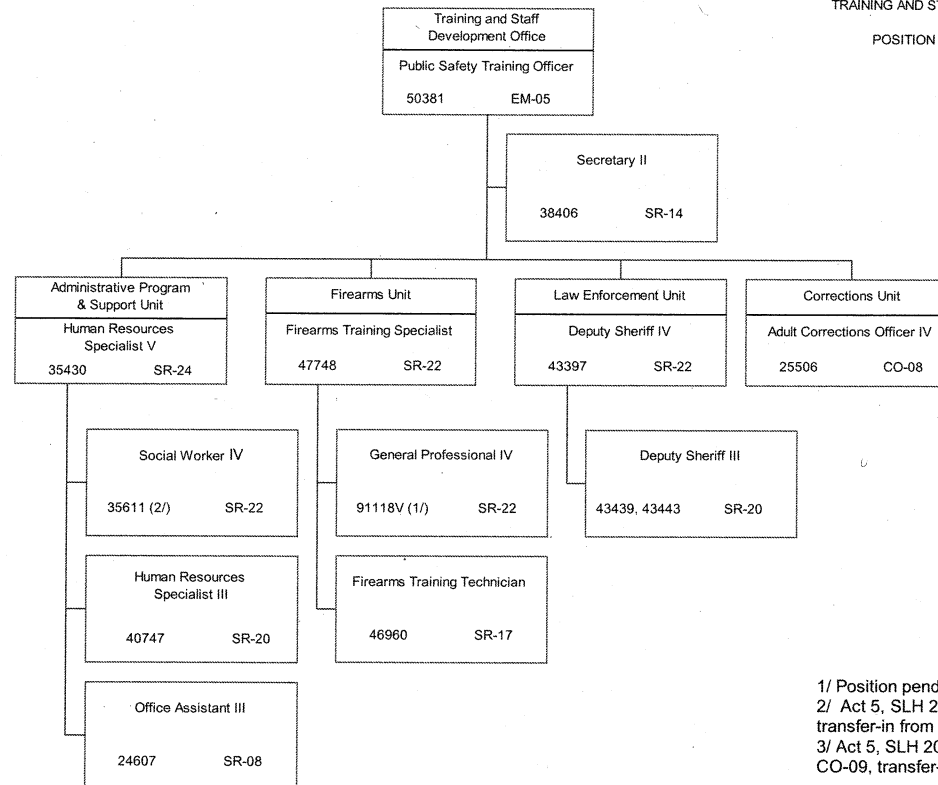 TRAINING AND
POSITION
Training and Staff
Development Office
Public Safety Training Officer
50381 EM-05
Secretary II
38406 SR-14
Administrative Program
& Support Unit
Human Resources
Specialist V
35430 SR-24
Firearms Unit
Firearms Training Specialist
47748 SR-22
Law Enforcement Unit
Deputy Sheriff IV
43397 SR-22
Corrections Unit
Adult Corrections Officer IV
25506 CO-08
Social Worker IV
35611 (2/) SR-22
General Professional IV
91118V (1/) SR-22
Deputy Sheriff III
43439, 43443 SR-20
Human Resources
Specialist III
40747 SR-20
Firearms Training Technician
46960 SR-17
Office Assistant III
24607 SR-08
1/ Position pend
2/ Act 5, SLH 2
transfer-in from
3/ Act 5, SLH 20
CO-09, transfer-